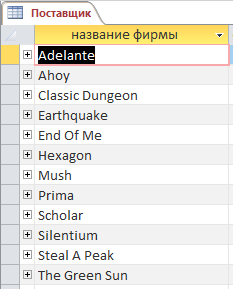 Поставщик
название фирмы
Adelante
Ahoy
Classic Dungeon
Earthquake
End Of Me
Hexagon
Mush
Prima
Scholar
Silentium
Steal A Peak
The Green Sun